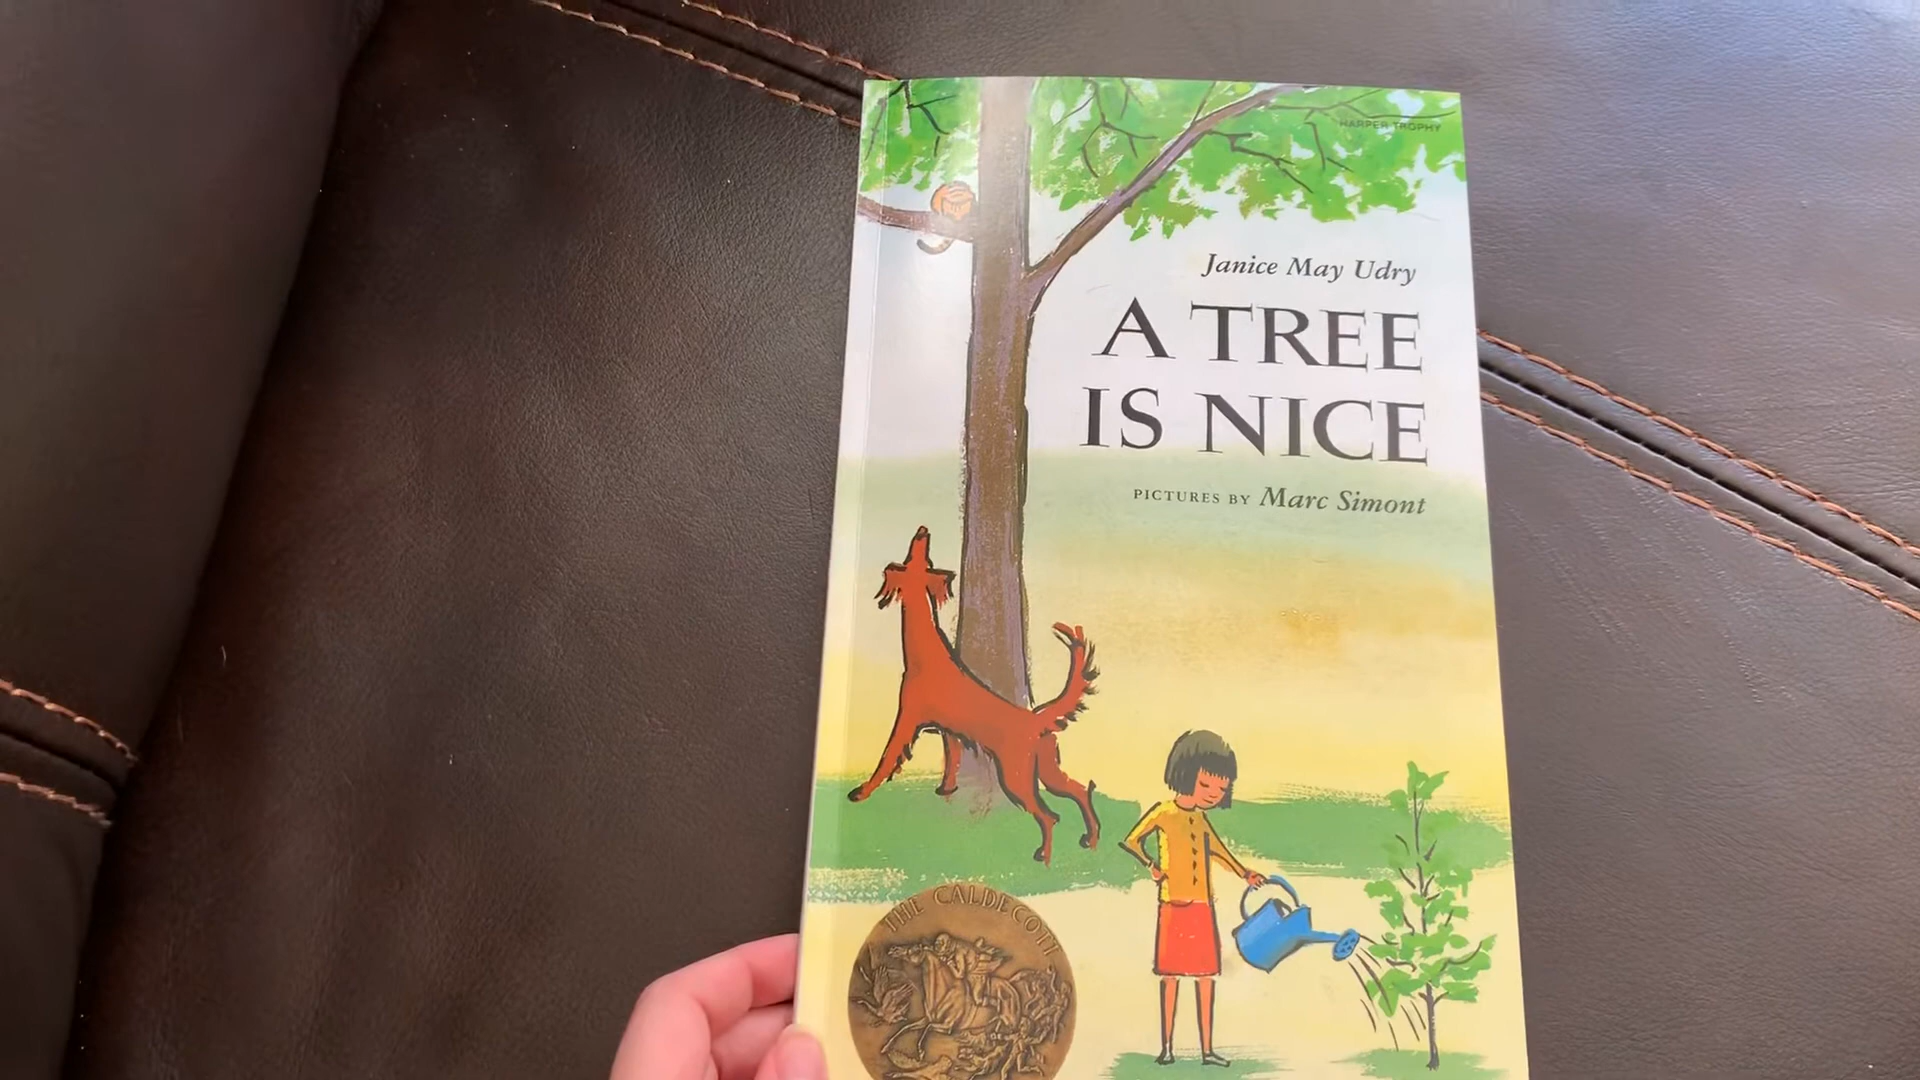 HARPER TROPHY
Janice May Udry
A TREE
IS NICE
PICTURES BY Marc Simont
THE CALDECOTT